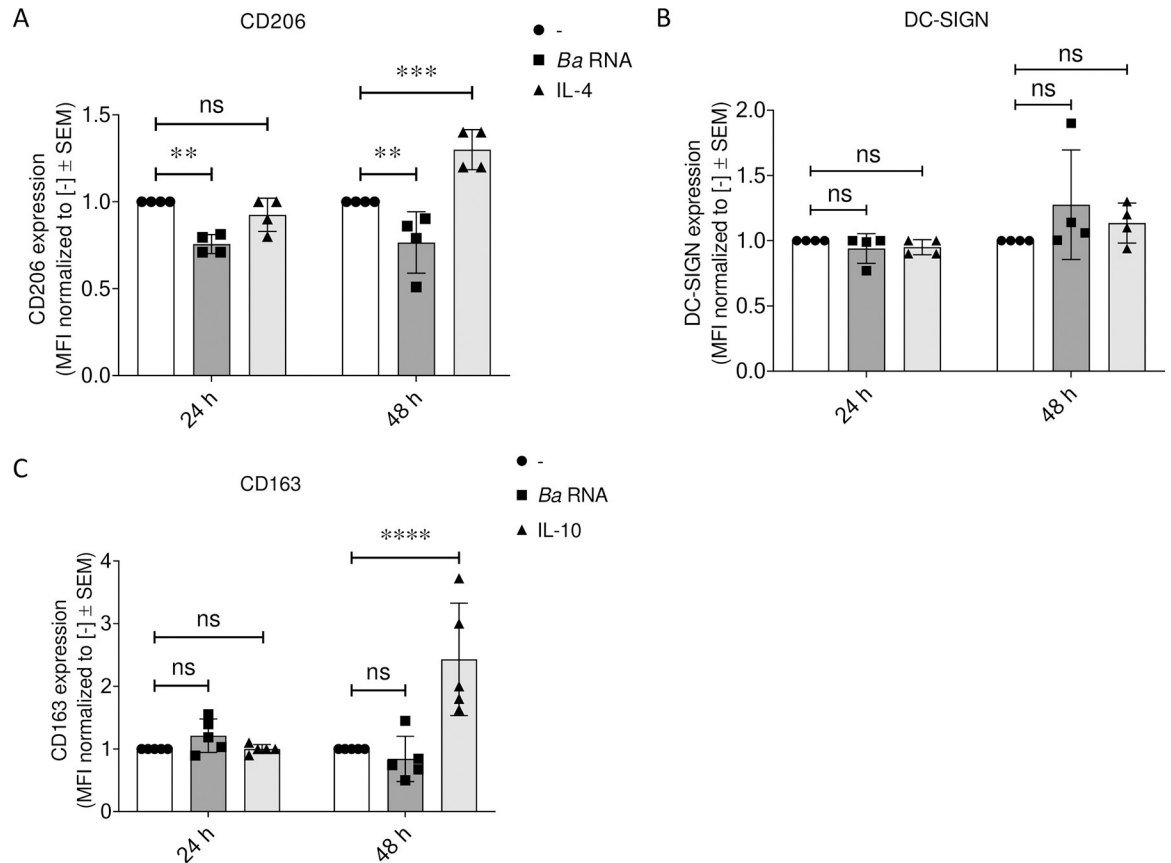 A
CD206
-
Ba RNA
IL-4
CD206 expression
(MFI normalized to [-] ± SEM)
1.5
1.0
0.5
0.0
ns
**
***
**
24 h
48 h
B
DC-SIGN
DC-SIGN expression
(MFI normalized to [-] ± SEM)
2.0
1.5
1.0
0.5
0.0
ns
ns
ns
ns
24 h
48 h
C
CD163
-
Ba RNA
IL-10
CD163 expression
(MFI normalized to [-] ± SEM)
4
3
2
1
0
ns
ns
****
ns
24 h
48 h